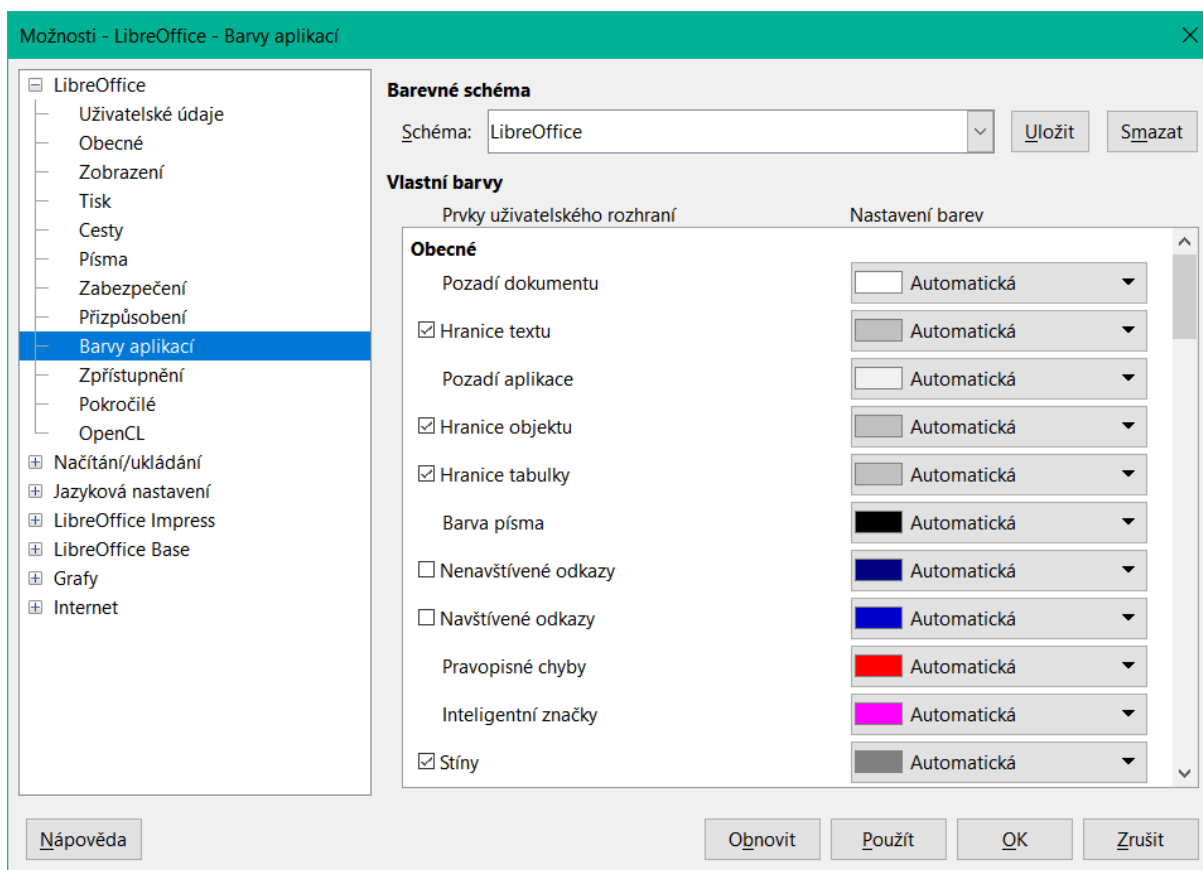 Možnosti - LibreOffice - Barvy aplikací
LibreOffice
Uživatelské údaje
Obecné
Zobrazení
Tisk
Cesty
Písma
Zabezpečení
Přizpůsobení
Barvy aplikací
Zpřístupnění
Pokročilé
OpenCL
Načítání/ukládání
Jazyková nastavení
LibreOffice Impress
LibreOffice Base
Grafy
Internet
Barevné schéma
Schéma: LibreOffice Uložit Smazat
Vlastní barvy
Prvky uživatelského rozhraní Nastavení barev
Obecné
Pozadí dokumentu Automatická
Hranice textu Automatická
Pozadí aplikace Automatická
Hranice objektu Automatická
Hranice tabulky Automatická
Barva písma Automatická
Nenavštívené odkazy Automatická
Navštívené odkazy Automatická
Pravopisné chyby Automatická
Inteligentní značky Automatická
Stíny Automatická
Nápověda Obnovit Použít OK Zrušit